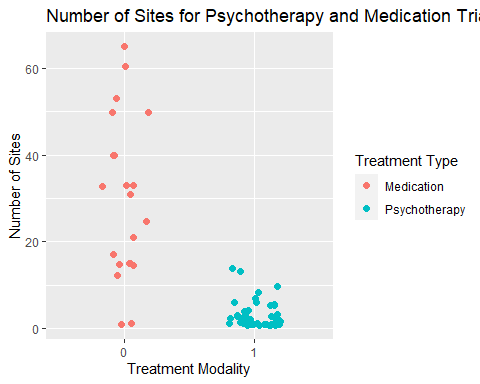 Number of Sites for Psychotherapy and Medication Tria
60
40
20
0
Number of Sites
0
1
Treatment Modality
Treatment Type
Medication
Psychotherapy